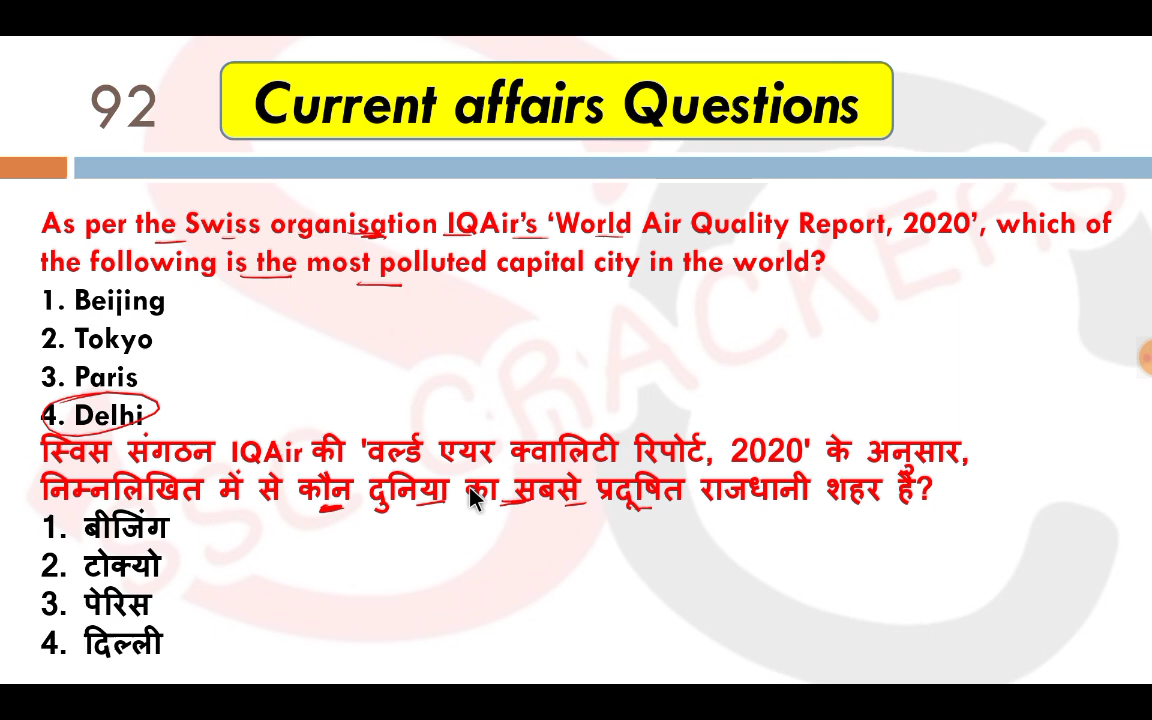 92
Current affairs Questions
As per the Swiss organisation IQAir's 'World Air Quality Report, 2020', which of
the following is the most polluted capital city in the world?
1. Beijing
2. Tokyo
3. Paris
4. Delhi
स्विस संगठन IQAir की 'वर्ल्ड एयर क्वालिटी रिपोर्ट, 2020' के अनुसार,
निम्नलिखित में से कौन दुनिया का सबसे प्रदूषित राजधानी शहर है?
1. बीजिंग
2. टोक्यो
3. पेरिस
4. दिल्ली
SSC CRACKERS